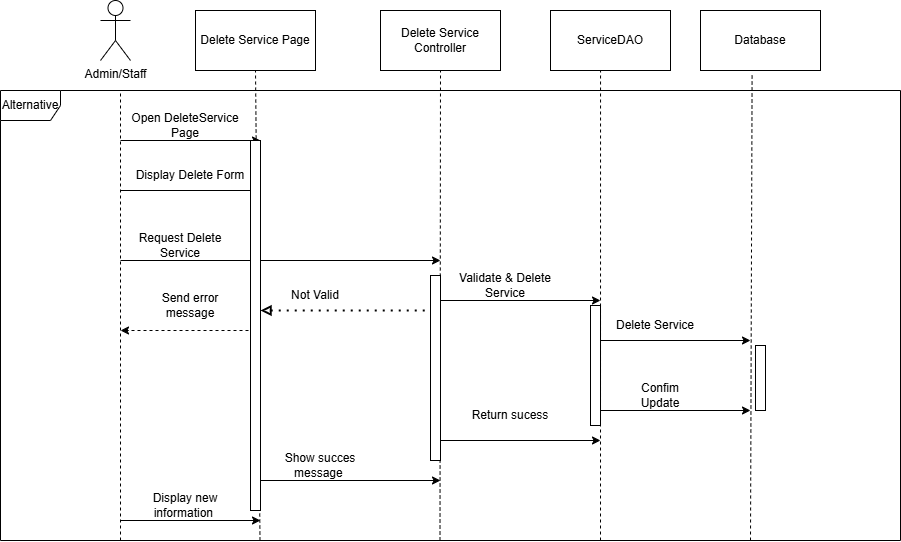 Admin/Staff
Delete Service Page
Delete Service
Controller
ServiceDAO
Database
Alternative
Open DeleteService
Page
Display Delete Form
Request Delete
Service
Validate & Delete
Service
Not Valid
Send error
message
Delete Service
Confim
Update
Return sucess
Show succes
message
Display new
information